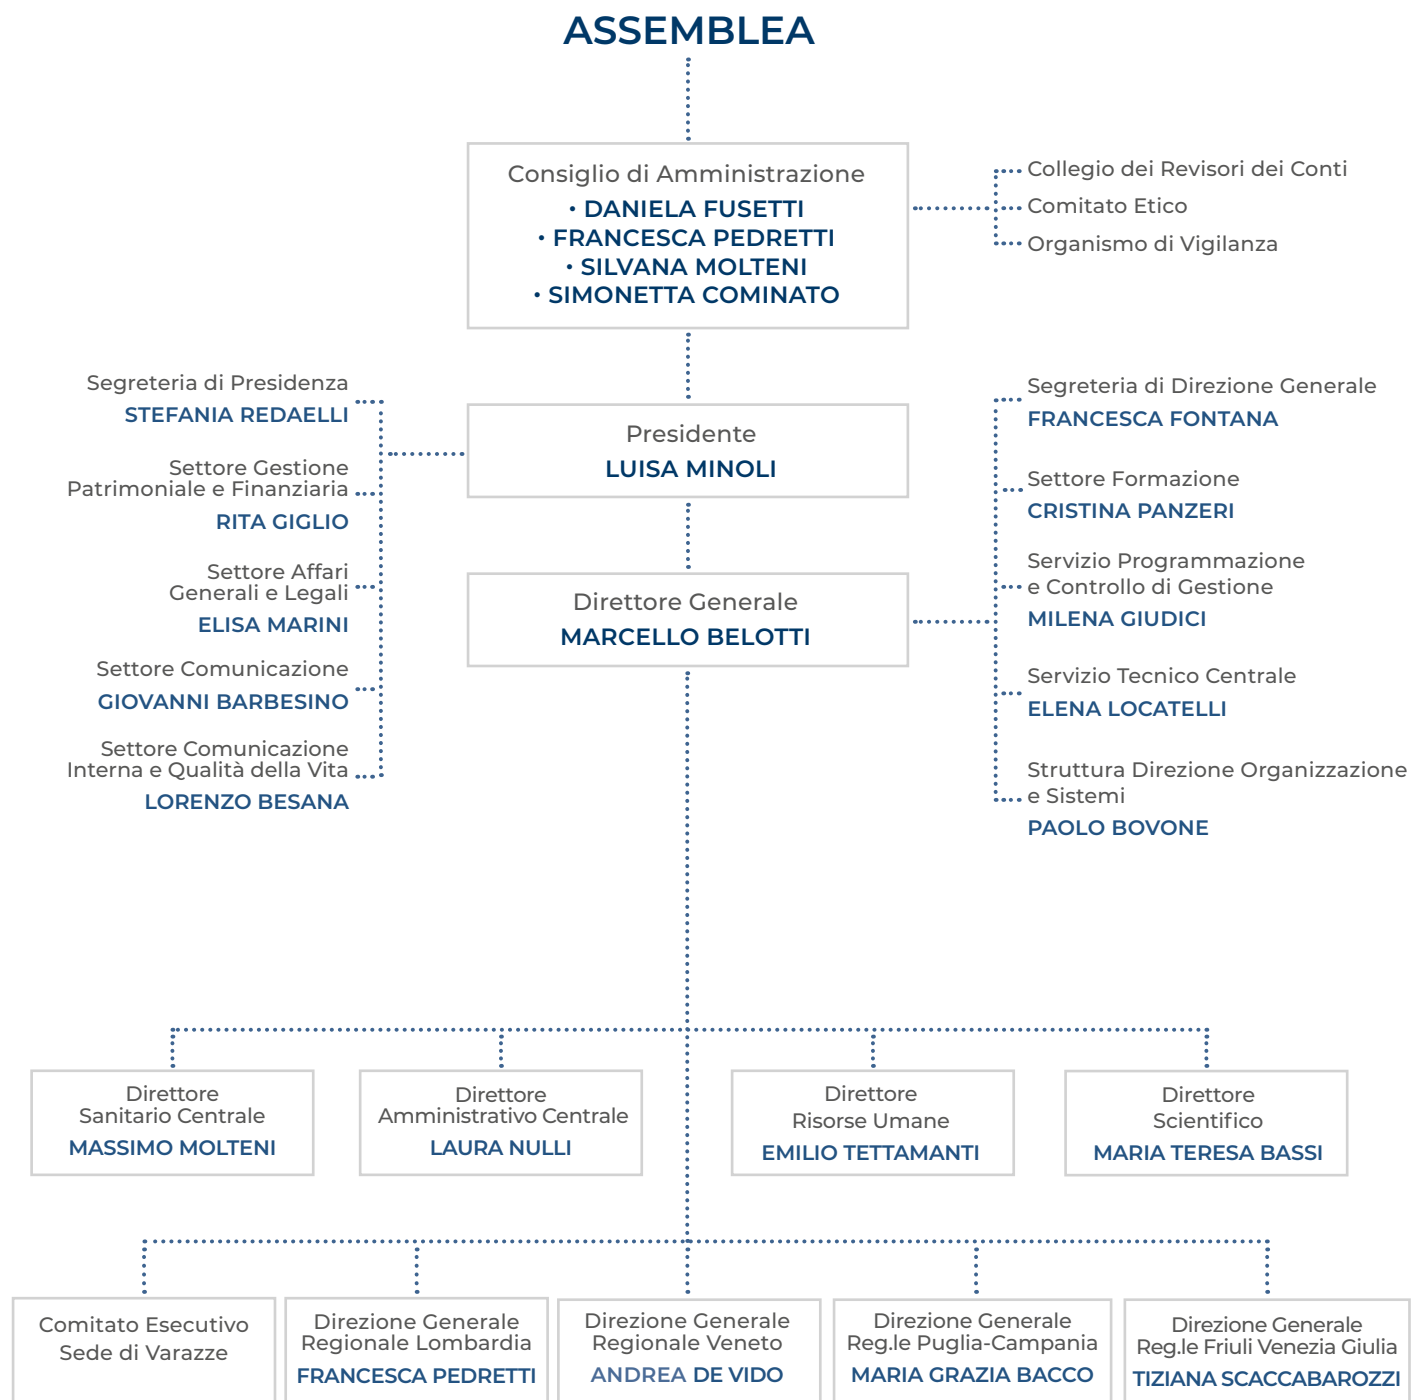 ASSEMBLEA
Consiglio di Amministrazione
• DANIELA FUSETTI
• FRANCESCA PEDRETTI
• SILVANA MOLTENI
• SIMONETTA COMINATO
Collegio dei Revisori dei Conti
Comitato Etico
Organismo di Vigilanza
Segreteria di Presidenza
STEFANIA REDAELLI
Settore Gestione
Patrimoniale e Finanziaria
RITA GIGLIO
Settore Affari
Generali e Legali
ELISA MARINI
Settore Comunicazione
GIOVANNI BARBESINO
Settore Comunicazione
Interna e Qualità della Vita
LORENZO BESANA
Presidente
LUISA MINOLI
Direttore Generale
MARCELLO BELOTTI
Segreteria di Direzione Generale
FRANCESCA FONTANA
Settore Formazione
CRISTINA PANZERI
Servizio Programmazione
e Controllo di Gestione
MILENA GIUDICI
Servizio Tecnico Centrale
ELENA LOCATELLI
Struttura Direzione Organizzazione
e Sistemi
PAOLO BOVONE
Direttore
Sanitario Centrale
MASSIMO MOLTENI
Direttore
Amministrativo Centrale
LAURA NULLI
Direttore
Risorse Umane
EMILIO TETTAMANTI
Direttore
Scientifico
MARIA TERESA BASSI
Comitato Esecutivo
Sede di Varazze
Direzione Generale
Regionale Lombardia
FRANCESCA PEDRETTI
Direzione Generale
Regionale Veneto
ANDREA DE VIDO
Direzione Generale
Reg.le Puglia-Campania
MARIA GRAZIA BACCO
Direzione Generale
Reg.le Friuli Venezia Giulia
TIZIANA SCACCABAROZZI